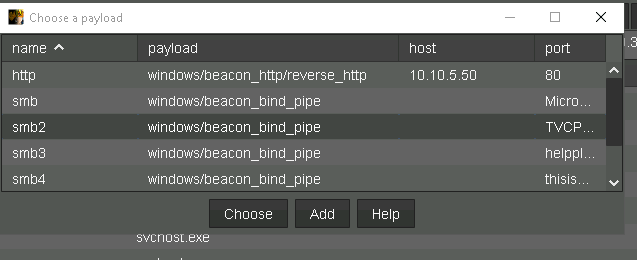 Choose a payload
name payload host port
http windows/beacon_http/reverse_http 10.10.5.50 80
smb windows/beacon_bind_pipe Micro...
smb2 windows/beacon_bind_pipe TVCP...
smb3 windows/beacon_bind_pipe helppl...
smb4 windows/beacon_bind_pipe thisis...
Choose Add Help
svchost.exe